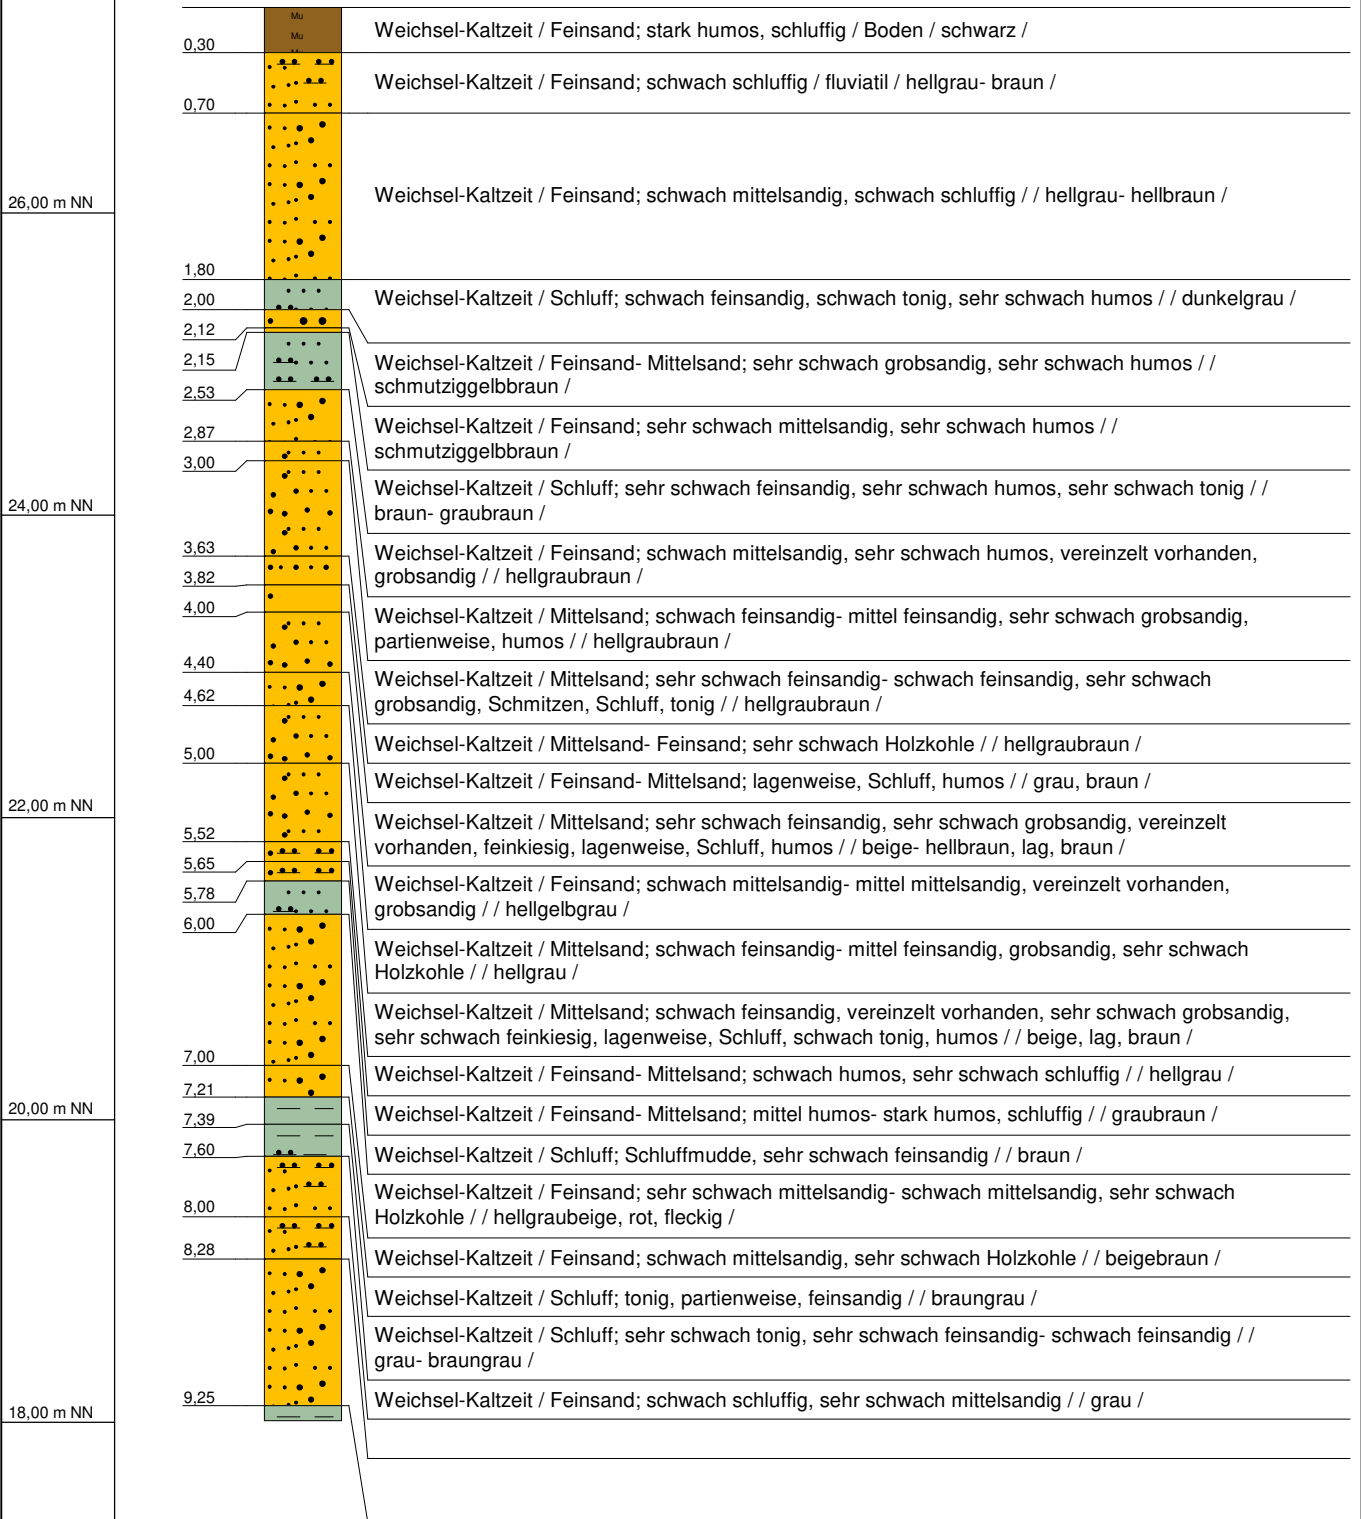 Mu
Mu
0,30
Weichsel-Kaltzeit / Feinsand; stark humos, schluffig / Boden / schwarz /
0,70
Weichsel-Kaltzeit / Feinsand; schwach schluffig / fluviatil / hellgrau- braun /
26,00 m NN
1,80
Weichsel-Kaltzeit / Feinsand; schwach mittelsandig, schwach schluffig / / hellgrau- hellbraun /
2,00
Weichsel-Kaltzeit / Schluff; schwach feinsandig, schwach tonig, sehr schwach humos / / dunkelgrau /
2,12
2,15
Weichsel-Kaltzeit / Feinsand- Mittelsand; sehr schwach grobsandig, sehr schwach humos / /
schmutziggelbbraun /
2,53
2,87
Weichsel-Kaltzeit / Feinsand; sehr schwach mittelsandig, sehr schwach humos / /
schmutziggelbbraun /
3,00
24,00 m NN
Weichsel-Kaltzeit / Schluff; sehr schwach feinsandig, sehr schwach humos, sehr schwach tonig / /
braun- graubraun /
3,63
3,82
Weichsel-Kaltzeit / Feinsand; schwach mittelsandig, sehr schwach humos, vereinzelt vorhanden,
grobsandig / / hellgraubraun /
4,00
Weichsel-Kaltzeit / Mittelsand; schwach feinsandig- mittel feinsandig, sehr schwach grobsandig,
partienweise, humos / / hellgraubraun /
4,40
4,62
Weichsel-Kaltzeit / Mittelsand; sehr schwach feinsandig- schwach feinsandig, sehr schwach
grobsandig, Schmitzen, Schluff, tonig / / hellgraubraun /
5,00
Weichsel-Kaltzeit / Mittelsand- Feinsand; sehr schwach Holzkohle / / hellgraubraun /
Weichsel-Kaltzeit / Feinsand- Mittelsand; lagenweise, Schluff, humos / / grau, braun /
22,00 m NN
5,52
5,65
Weichsel-Kaltzeit / Mittelsand; sehr schwach feinsandig, sehr schwach grobsandig, vereinzelt
vorhanden, feinkiesig, lagenweise, Schluff, humos / / beige- hellbraun, lag, braun /
5,78
6,00
Weichsel-Kaltzeit / Feinsand; schwach mittelsandig- mittel mittelsandig, vereinzelt vorhanden,
grobsandig / / hellgelbgrau /
Weichsel-Kaltzeit / Mittelsand; schwach feinsandig- mittel feinsandig, grobsandig, sehr schwach
Holzkohle / / hellgrau /
Weichsel-Kaltzeit / Mittelsand; schwach feinsandig, vereinzelt vorhanden, sehr schwach grobsandig,
sehr schwach feinkiesig, lagenweise, Schluff, schwach tonig, humos / / beige, lag, braun /
7,00
Weichsel-Kaltzeit / Feinsand- Mittelsand; schwach humos, sehr schwach schluffig / / hellgrau /
7,21
20,00 m NN
7,39
Weichsel-Kaltzeit / Feinsand- Mittelsand; mittel humos- stark humos, schluffig / / graubraun /
7,60
Weichsel-Kaltzeit / Schluff; Schluffmudde, sehr schwach feinsandig / / braun /
8,00
Weichsel-Kaltzeit / Feinsand; sehr schwach mittelsandig- schwach mittelsandig, sehr schwach
Holzkohle / / hellgraubeige, rot, fleckig /
8,28
Weichsel-Kaltzeit / Feinsand; schwach mittelsandig, sehr schwach Holzkohle / / beigebraun /
Weichsel-Kaltzeit / Schluff; tonig, partienweise, feinsandig / / braungrau /
Weichsel-Kaltzeit / Schluff; sehr schwach tonig, sehr schwach feinsandig- schwach feinsandig / /
grau- braungrau /
9,25
Weichsel-Kaltzeit / Feinsand; schwach schluffig, sehr schwach mittelsandig / / grau /
18,00 m NN